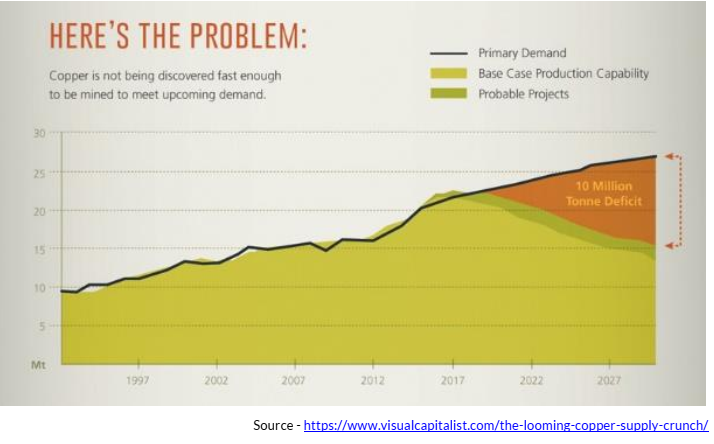 HERE'S THE PROBLEM:
Copper is not being discovered fast enough
to be mined to meet upcoming demand.
Primary Demand
Base Case Production Capability
Probable Projects
30
25
20
15
10
5
Mt
10 Million
Tonne Deficit
1997
2002
2007
2012
2017
2022
2027
Source - https://www.visualcapitalist.com/the-looming-copper-supply-crunch/